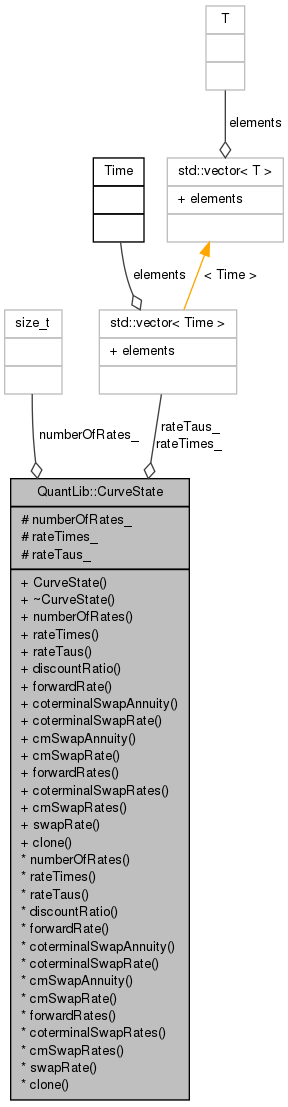 T
elements
Time
std::vector< T >
+ elements
elements
< Time >
size_t
std::vector< Time >
+ elements
numberOfRates_
rateTaus_
rateTimes_
QuantLib::CurveState
# numberOfRates_
# rateTimes_
# rateTaus_
+ CurveState()
+ ~CurveState()
+ numberOfRates()
+ rateTimes()
+ rateTaus()
+ discountRatio()
+ forwardRate()
+ coterminalSwapAnnuity()
+ coterminalSwapRate()
+ cmSwapAnnuity()
+ cmSwapRate()
+ forwardRates()
+ coterminalSwapRates()
+ cmSwapRates()
+ swapRate()
+ clone()
* numberOfRates()
* rateTimes()
* rateTaus()
* discountRatio()
* forwardRate()
* coterminalSwapAnnuity()
* coterminalSwapRate()
* cmSwapAnnuity()
* cmSwapRate()
* forwardRates()
* coterminalSwapRates()
* cmSwapRates()
* swapRate()
* clone()